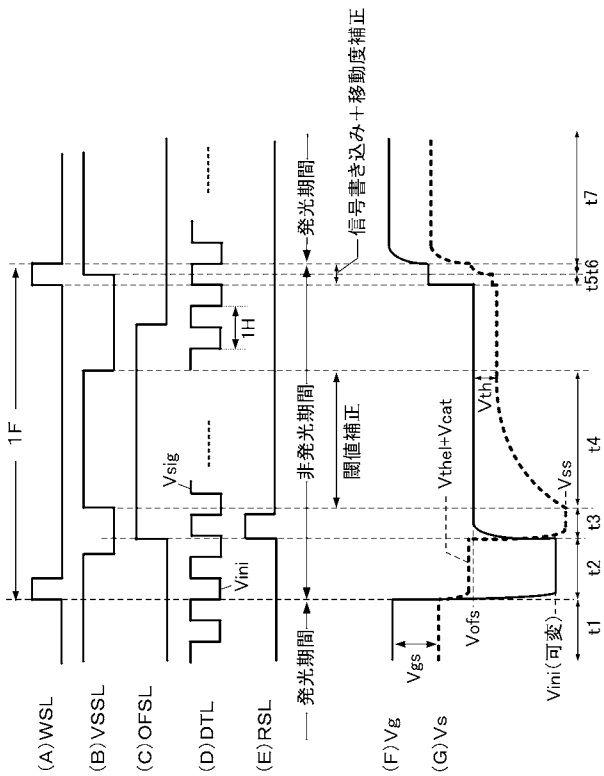 1F
(A)WSL
(B)VSSL
(C)OFSL
(D)DTL
(E)RSL
Vsig
Vini
1H
発光期間
非発光期間
発光期間
閾値補正
信号書き込み+移動度補正
(F)Vg
(G)Vs
Vgs
Vofs
Vthel+Vcat
Vth
Vss
Vini(可変)
t1
t2
t3
t4
t5
t6
t7